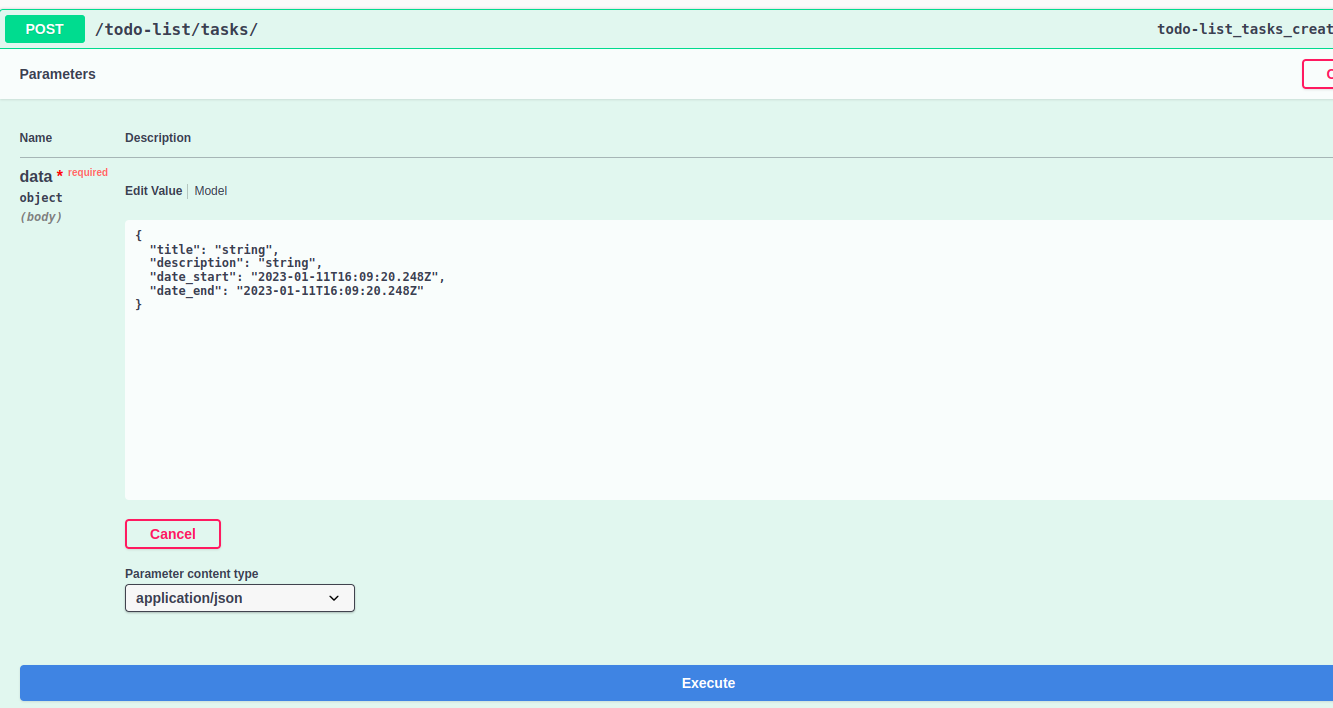 POST /todo-list/tasks/ todo-list_tasks_creat
Parameters
Name Description
data * required
object
(body)
Edit Value Model
{
  "title": "string",
  "description": "string",
  "date_start": "2023-01-11T16:09:20.248Z",
  "date_end": "2023-01-11T16:09:20.248Z"
}
Cancel
Parameter content type
application/json
Execute